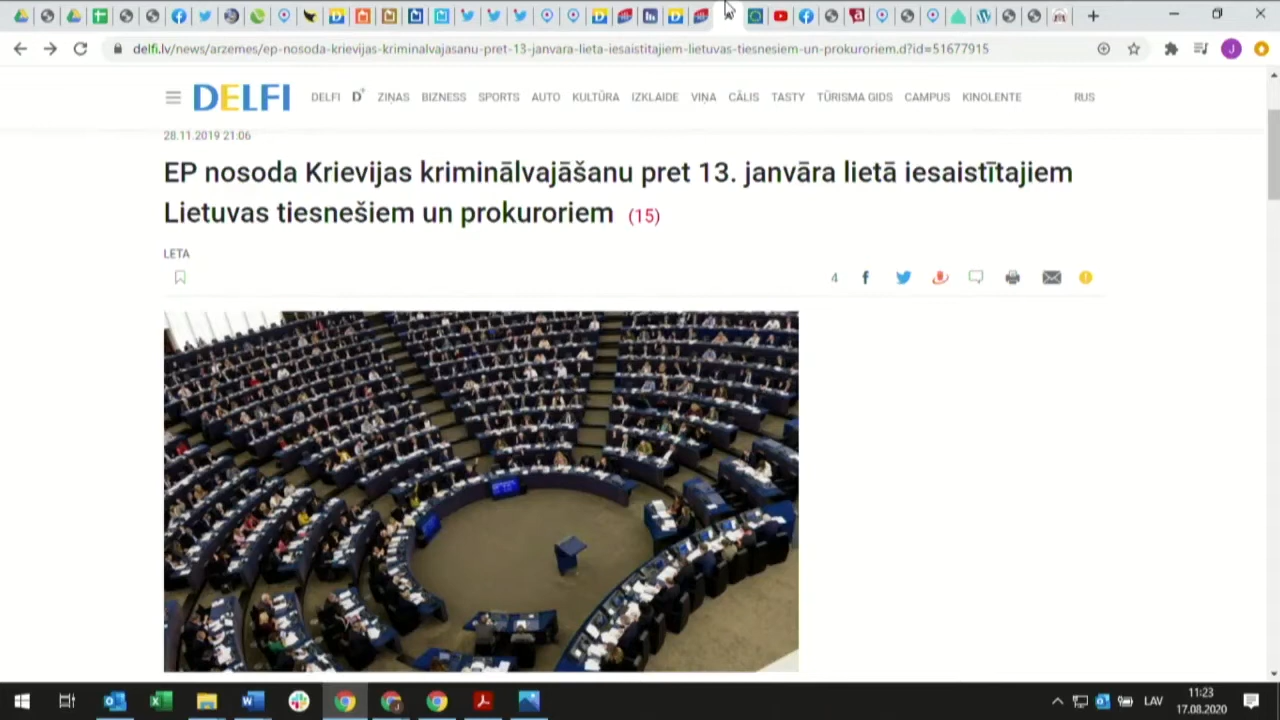 delfi.lv/news/arzemes/ep-nosoda-krievijas-kriminalvajasanu-pret-13-janvara-lieta-iesaistitajiem-lietuvas-tiesnesiem-un-prokuroriem.d?id=51677915
J
DELFI DELFI D+ ZIŅAS BIZNESS SPORTS AUTO KULTŪRA IZKLAIDE VIŅA CĀLIS TASTY TŪRISMA GIDS CAMPUS KINOLENTE RUS
28.11.2019 21:06
EP nosoda Krievijas kriminālvajāšanu pret 13. janvāra lietā iesaistītajiem
Lietuvas tiesnešiem un prokuroriem (15)
LETA
4
LAV
11:23
17.08.2020